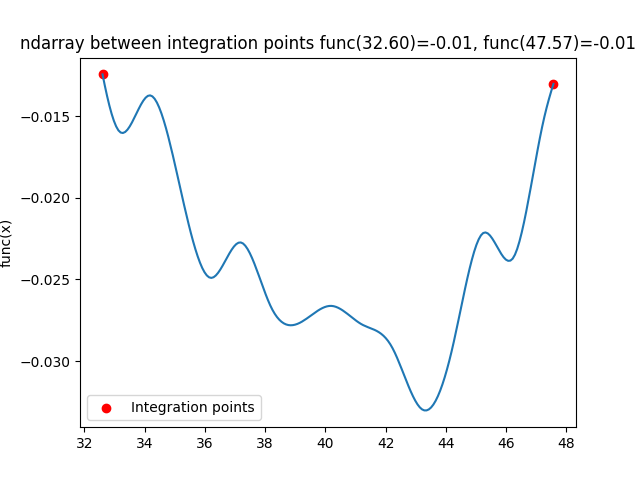 ndarray between integration points func(32.60)=-0.01, func(47.57)=-0.01
func(x)
−0.015
−0.020
−0.025
−0.030
Integration points
32 34 36 38 40 42 44 46 48